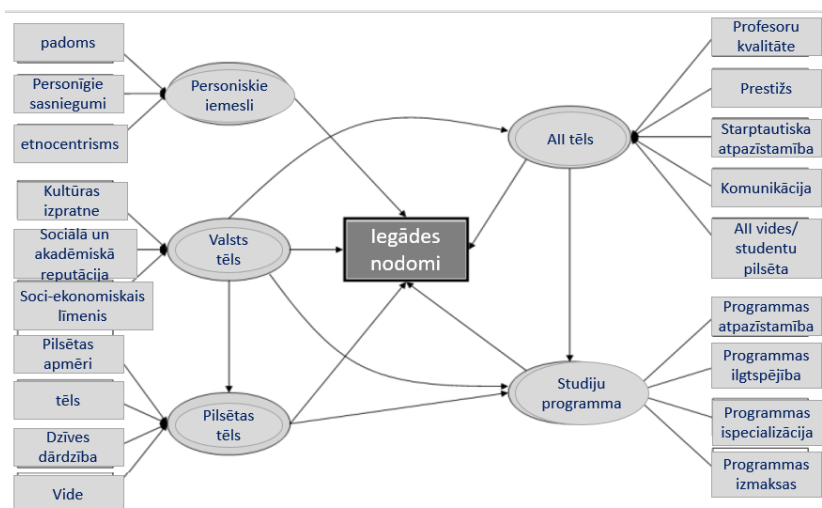 padoms
Personīgie
sasniegumi
etnocentrisms
Kultūras
izpratne
Sociālā un
akadēmiskā
reputācija
Soci-ekonomiskais
līmenis
Pilsētas
apmēri
tēls
Dzīves
dārdzība
Vide
Personiskie
iemesli
Valsts
tēls
Pilsētas
tēls
Iegādes
nodomi
AII tēls
Studiju
programma
Profesoru
kvalitāte
Prestižs
Starptautiska
atpazīstamība
Komunikācija
AII vides/
studentu
pilsēta
Programmas
atpazīstamība
Programmas
ilgtspējība
Programmas
ispecializācija
Programmas
izmaksas